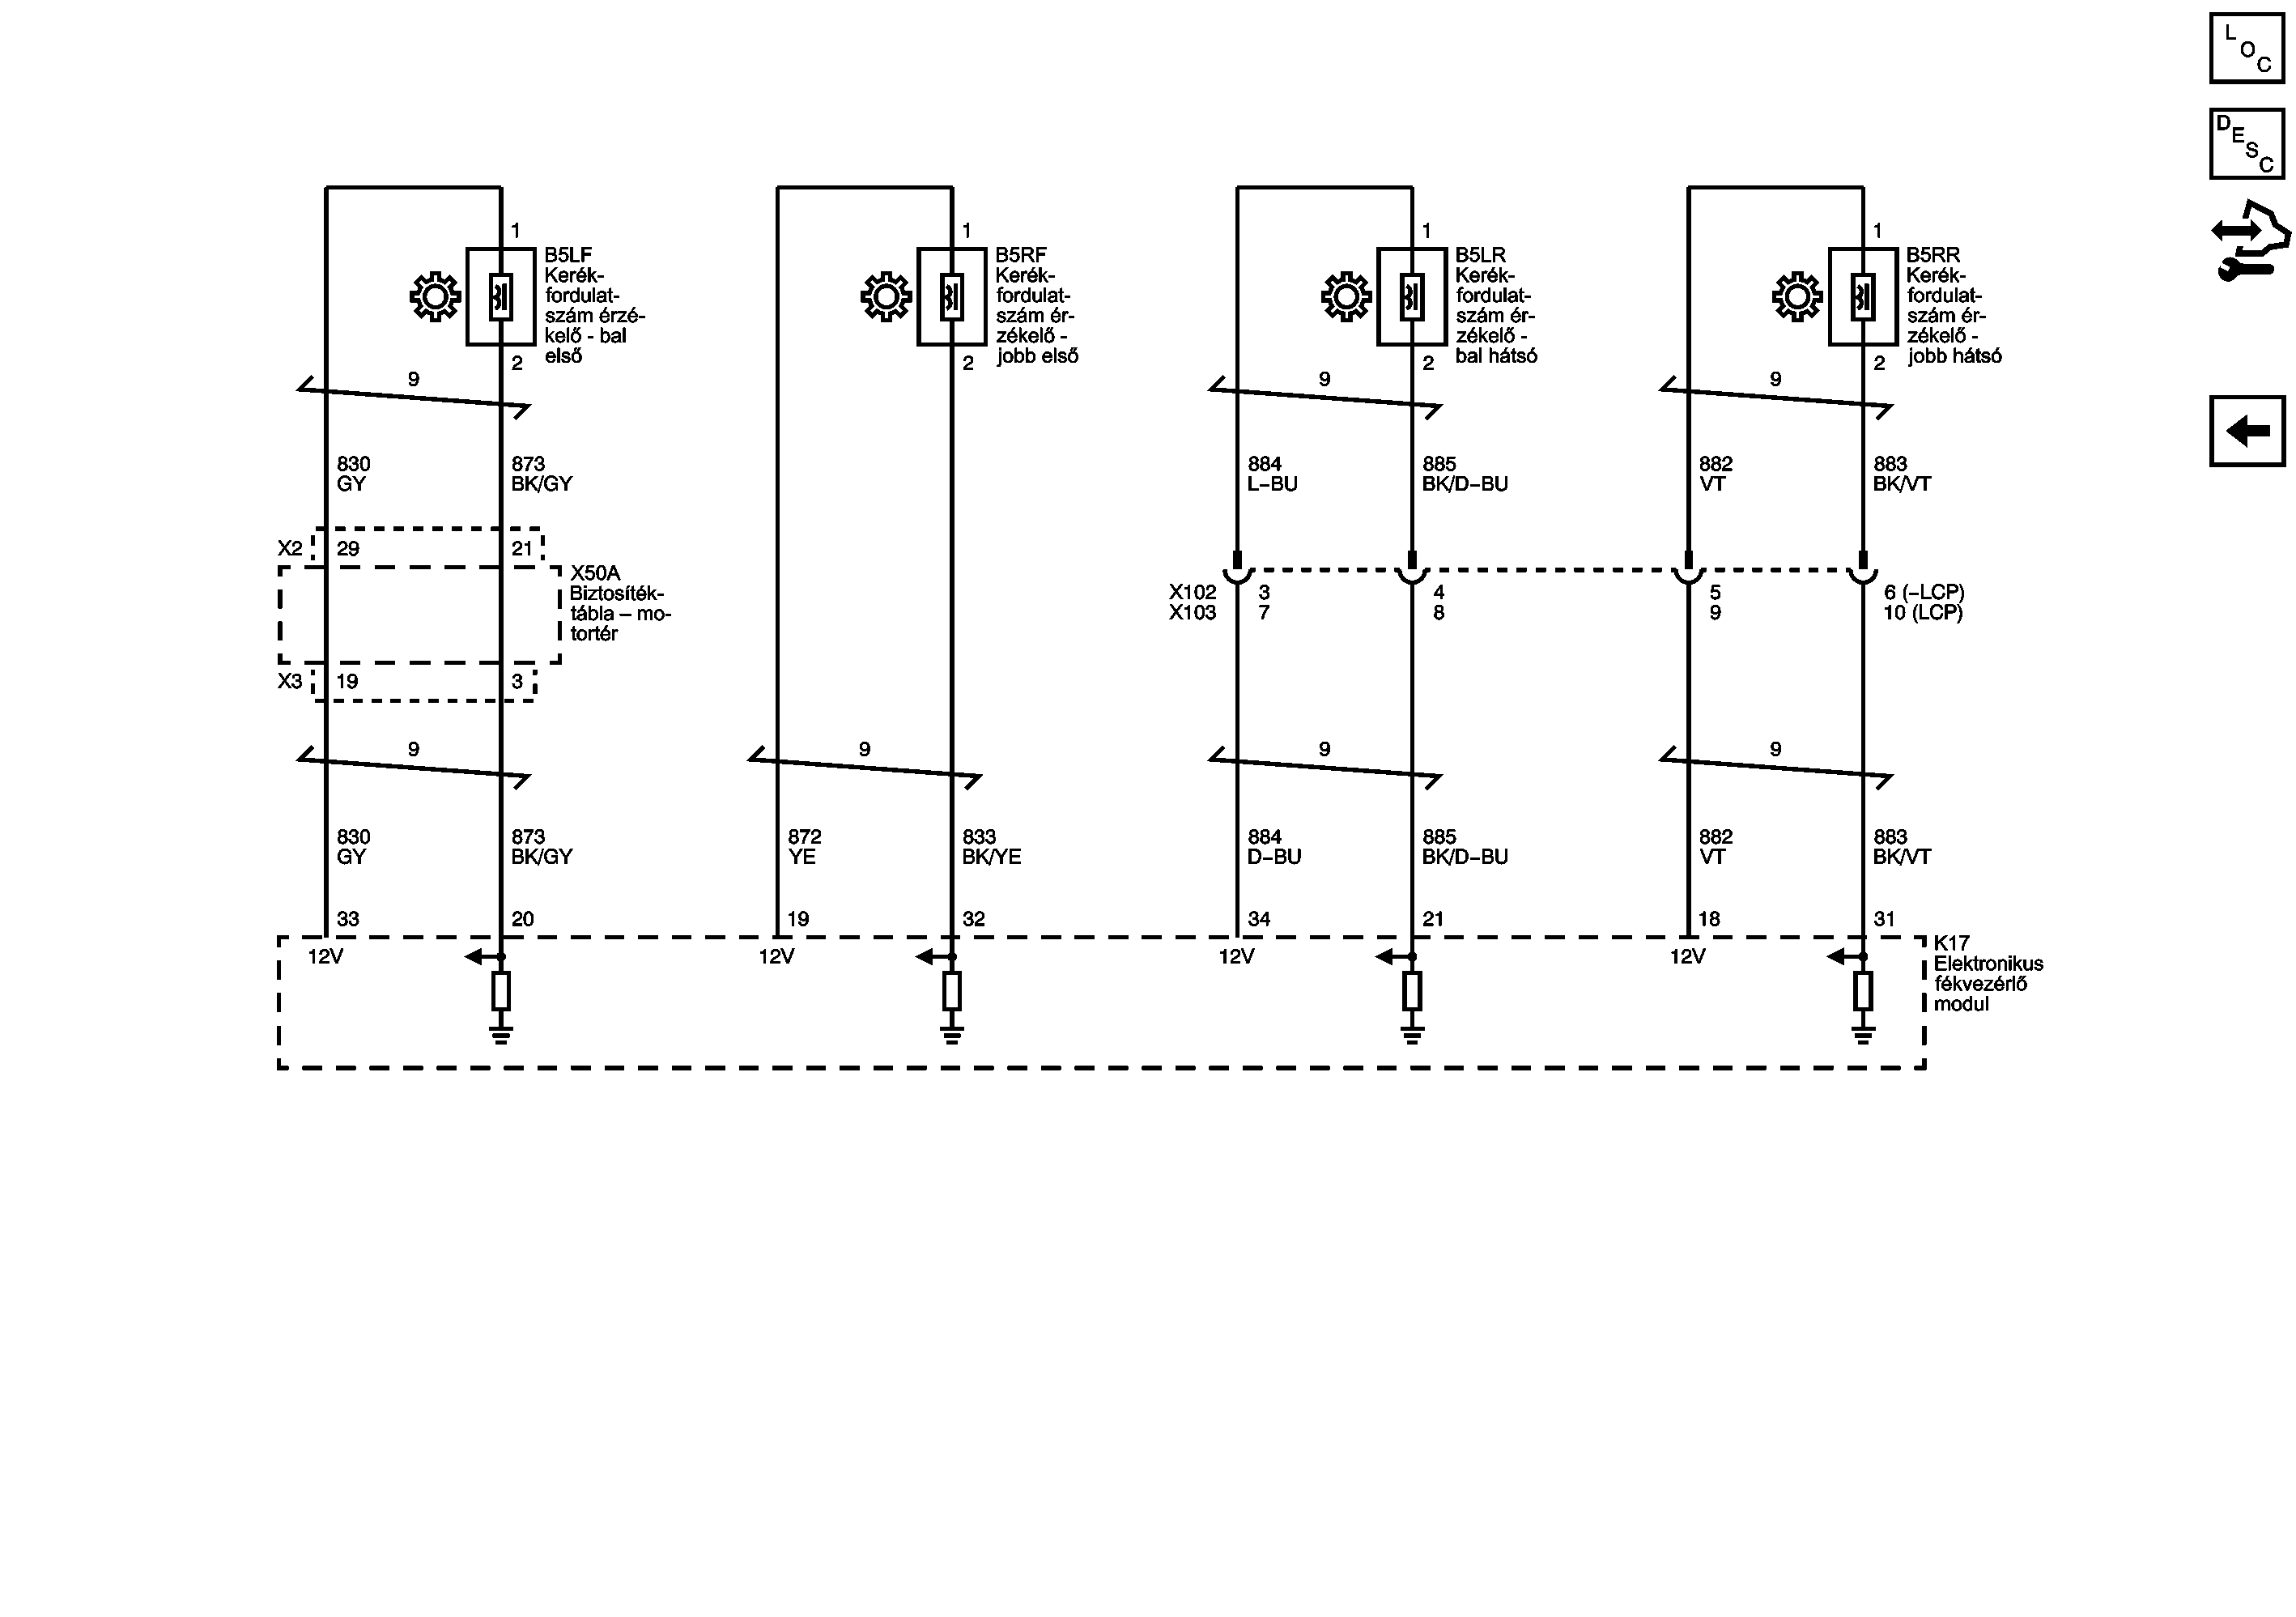 L
O
C
D
E
S
C
1
B5LF
Kerék-
fordulat-
szám érzé-
kelő - bal
első
2
1
B5RF
Kerék-
fordulat-
szám ér-
zékelő -
jobb első
2
1
B5LR
Kerék-
fordulat-
szám ér-
zékelő -
bal hátsó
2
1
B5RR
Kerék-
fordulat-
szám ér-
zékelő -
jobb hátsó
2
9
9
9
830
GY
873
BK/GY
884
L–BU
885
BK/D–BU
882
VT
883
BK/VT
X2
29
21
X50A
Biztosíték-
tábla – mo-
tortér
X3
19
3
X102 3 4 5 6 (–LCP)
X103 7 8 9 10 (LCP)
9
9
9
9
830
GY
873
BK/GY
872
YE
833
BK/YE
884
D–BU
885
BK/D–BU
882
VT
883
BK/VT
33
20
19
32
34
21
18
31
12V
12V
12V
12V
K17
Elektronikus
fékvezérlő
modul